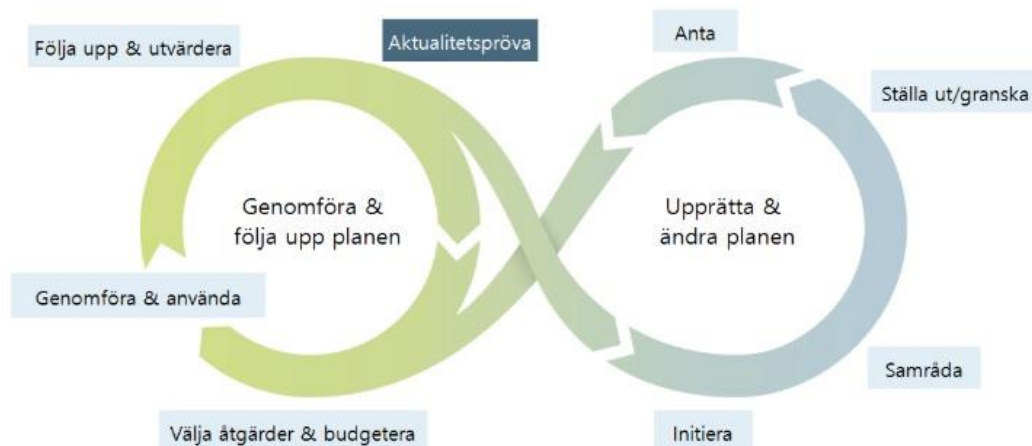 Följa upp & utvärdera
Aktualitetspröva
Anta
Ställa ut/granska
Genomföra &
följa upp planen
Upprätta &
ändra planen
Genomföra & använda
Samråda
Välja åtgärder & budgetera
Initiera